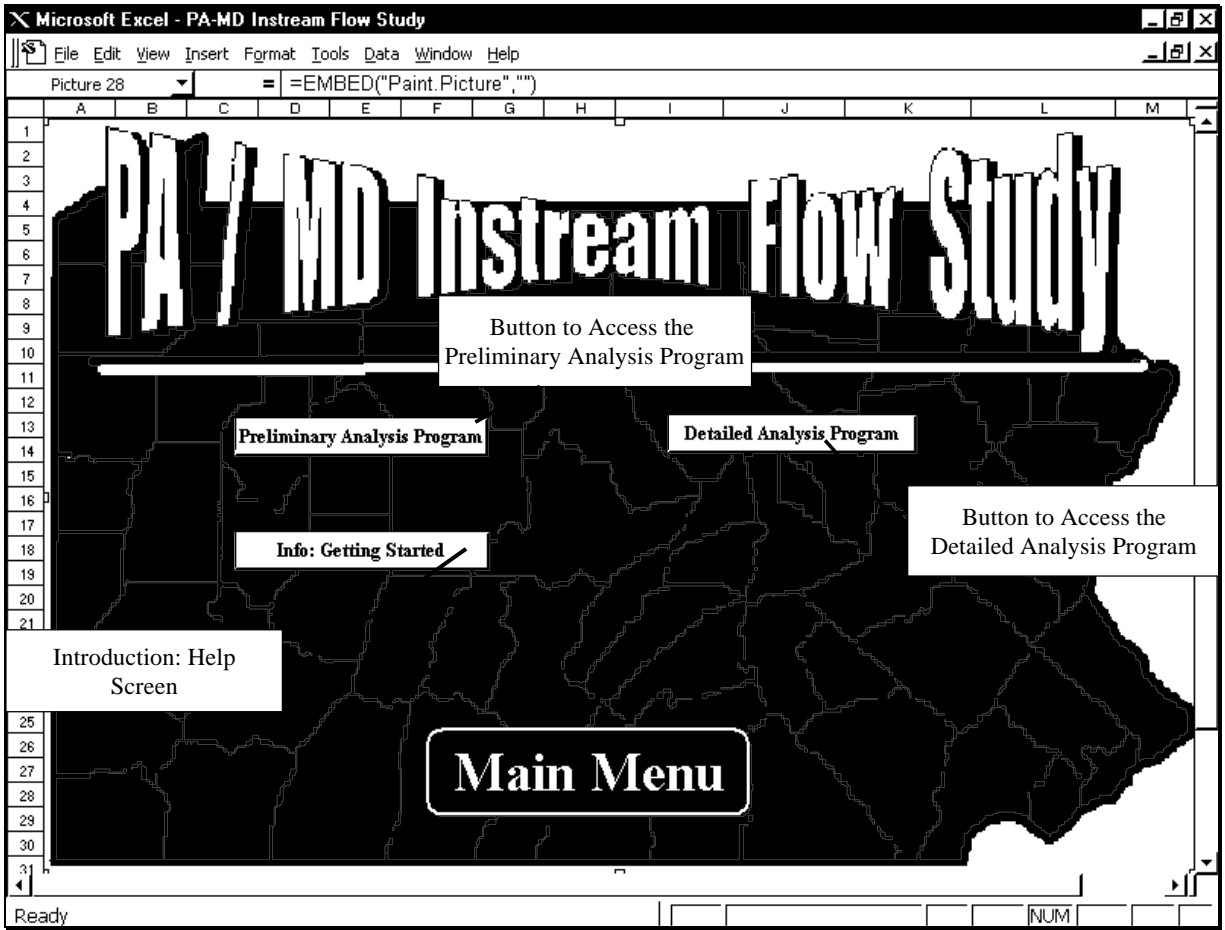 Microsoft Excel - PA-MD Instream Flow Study
File Edit View Insert Format Tools Data Window Help
Picture 28 = =EMBED("Paint.Picture","")
A B C D E F G H I J K L M
1
2
3
4
5
6
7
8
9
10
11
12
13
14
15
16
17
18
19
20
21
25
26
27
28
29
30
31
PA / MD Instream Flow Study
Button to Access the
Preliminary Analysis Program
Preliminary Analysis Program
Detailed Analysis Program
Button to Access the
Detailed Analysis Program
Info: Getting Started
Introduction: Help
Screen
Main Menu
Ready NUM